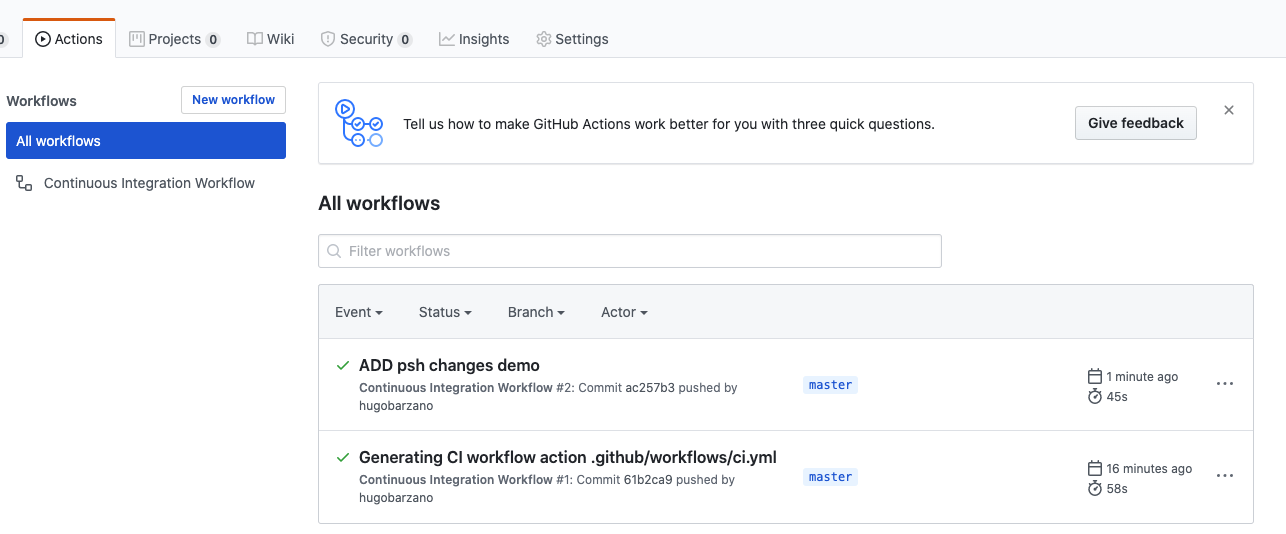 0 Actions Projects 0 Wiki Security 0 Insights Settings
Workflows New workflow
All workflows
Continuous Integration Workflow
Tell us how to make GitHub Actions work better for you with three quick questions. Give feedback
All workflows
Filter workflows
Event Status Branch Actor
ADD psh changes demo
Continuous Integration Workflow #2: Commit ac257b3 pushed by
hugobarzano
master
1 minute ago
45s
Generating CI workflow action .github/workflows/ci.yml
Continuous Integration Workflow #1: Commit 61b2ca9 pushed by
hugobarzano
master
16 minutes ago
58s